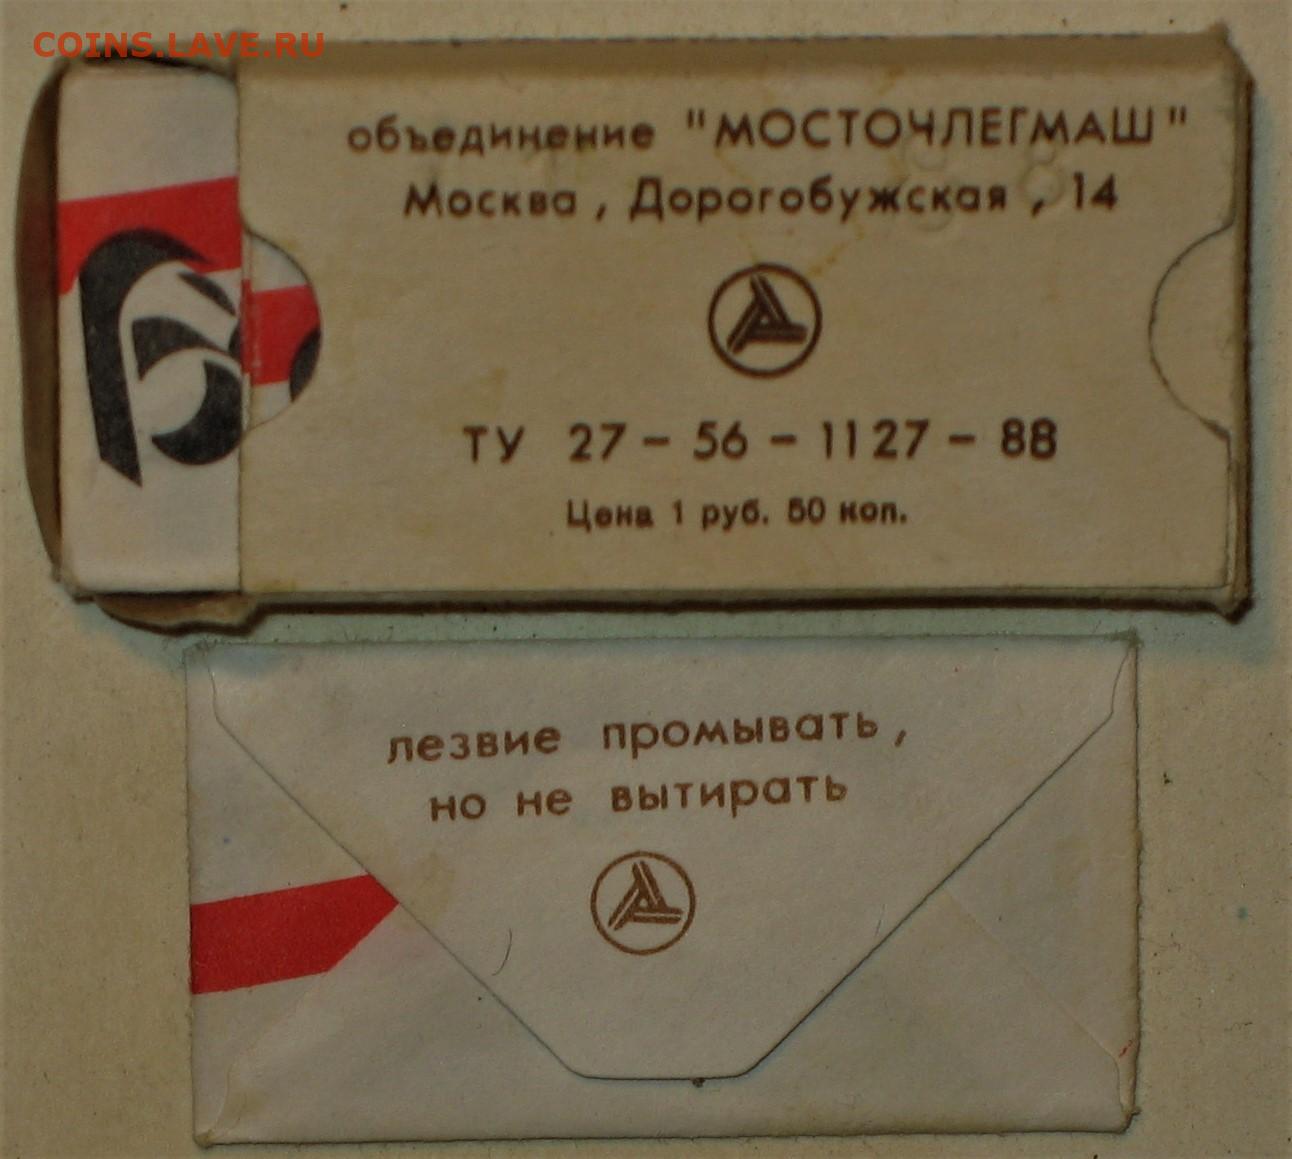 COINS.LAVE.RU
объединение "МОСТОЧЛЕГМАШ"
Москва, Дорогобужская, 14
ТУ 27-56-1127-88
Цена 1 руб. 50 коп.
лезвие промывать,
но не вытирать